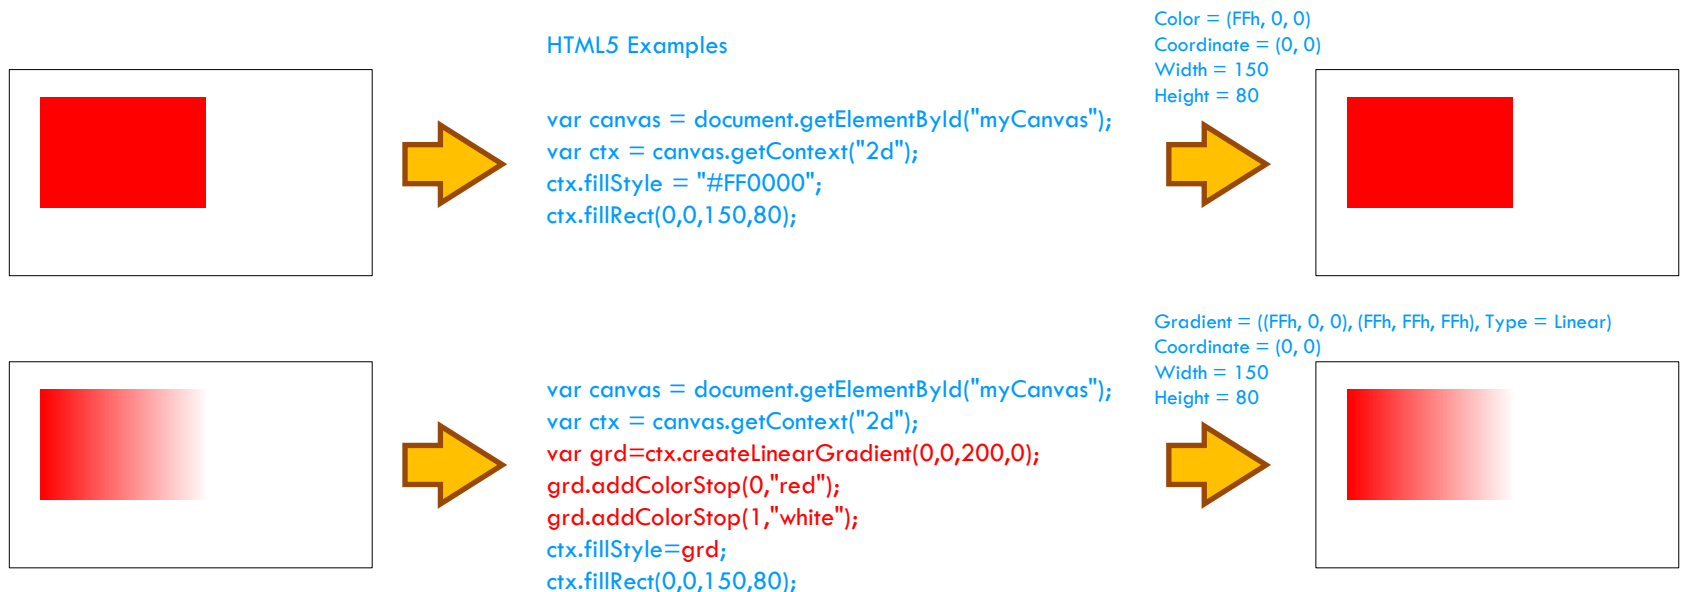 HTML5 Examples
var canvas = document.getElementById("myCanvas");
var ctx = canvas.getContext("2d");
ctx.fillStyle = "#FF0000";
ctx.fillRect(0,0,150,80);
Color = (FFh, 0, 0)
Coordinate = (0, 0)
Width = 150
Height = 80
var canvas = document.getElementById("myCanvas");
var ctx = canvas.getContext("2d");
var grd=ctx.createLinearGradient(0,0,200,0);
grd.addColorStop(0,"red");
grd.addColorStop(1,"white");
ctx.fillStyle=grd;
ctx.fillRect(0,0,150,80);
Gradient = ((FFh, 0, 0), (FFh, FFh, FFh), Type = Linear)
Coordinate = (0, 0)
Width = 150
Height = 80